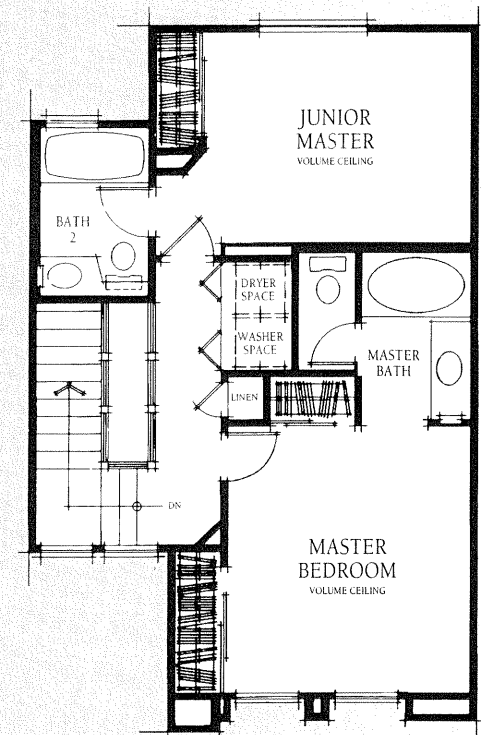 JUNIOR
MASTER
VOLUME CEILING
BATH
2
DRYER
SPACE
WASHER
SPACE
MASTER
BATH
LINEN
DN
MASTER
BEDROOM
VOLUME CEILING